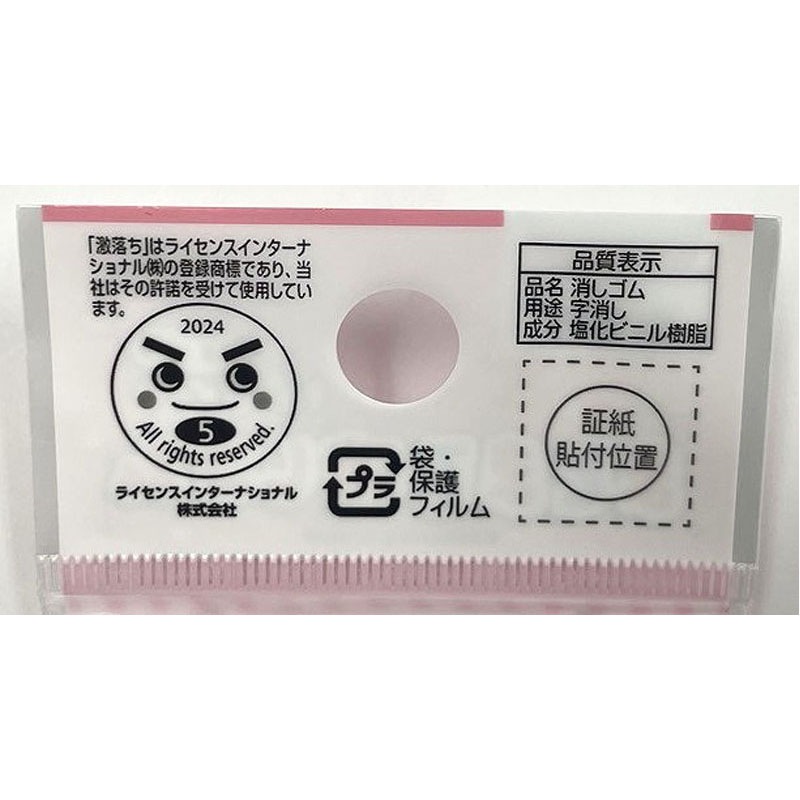 「激落ち」はライセンスインターナ
ショナル㈱の登録商標であり、当
社はその許諾を受けて使用してい
ます。
2024
5
All rights reserved.
ライセンスインターナショナル
株式会社
プラ
袋・
保護
フィルム
品質表示
品名 消しゴム
用途 字消し
成分 塩化ビニル樹脂
証紙
貼付位置